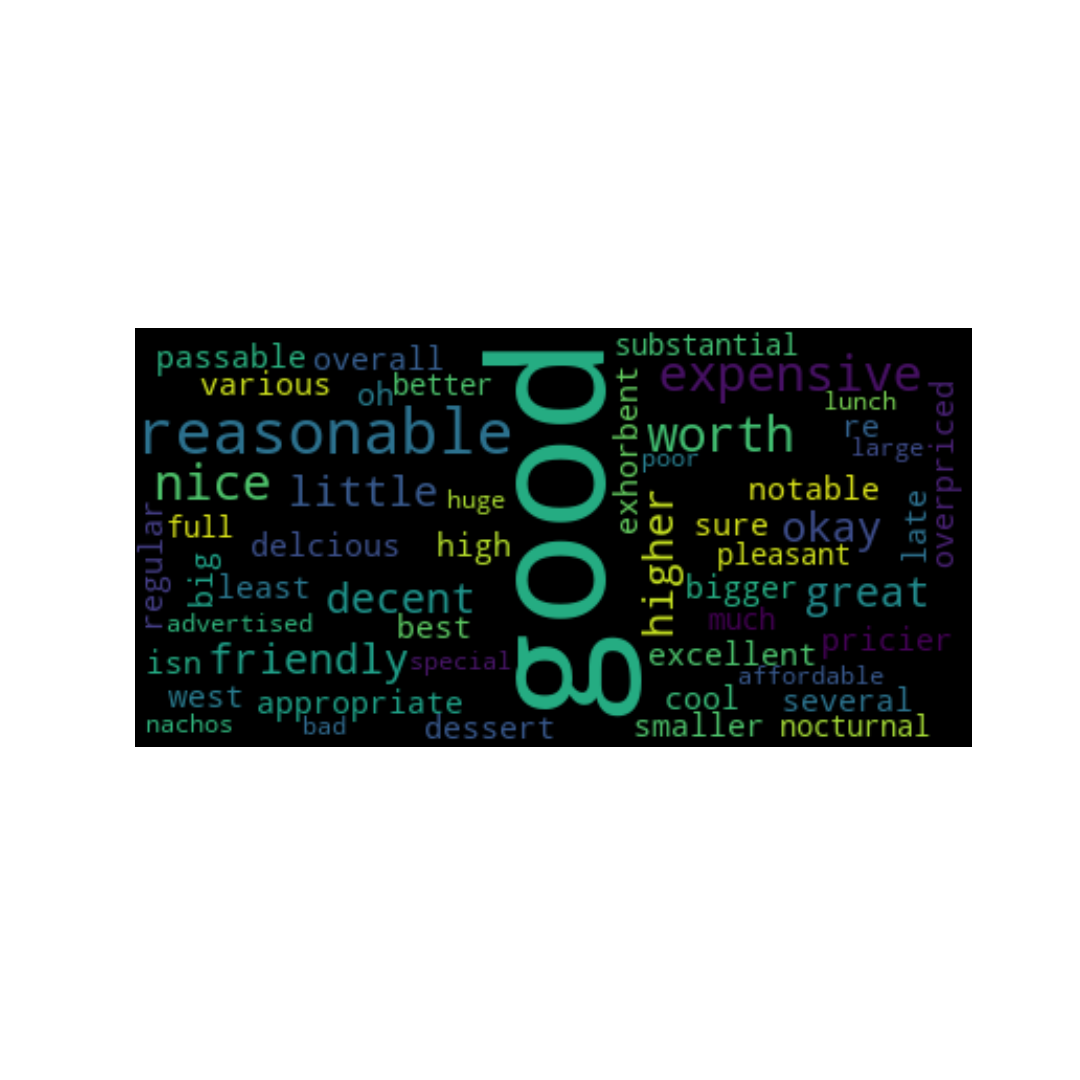 passable
overall
various
oh
better
reasonable
nice
little
huge
full
regular
delcious
high
big
least
decent
advertised
best
isn
friendly
special
west
appropriate
nachos
bad
dessert
good
substantial
expensive
exhorbent
lunch
worth
re
poor
large
overpriced
notable
higher
sure
okay
late
pleasant
bigger
great
much
excellent
pricier
affordable
cool
several
smaller
nocturnal